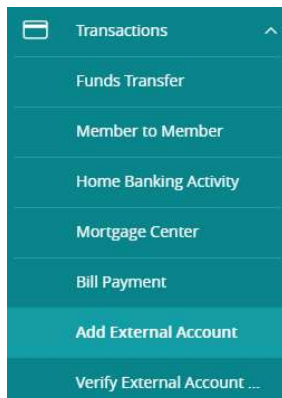 Transactions
Funds Transfer
Member to Member
Home Banking Activity
Mortgage Center
Bill Payment
Add External Account
Verify External Account ...